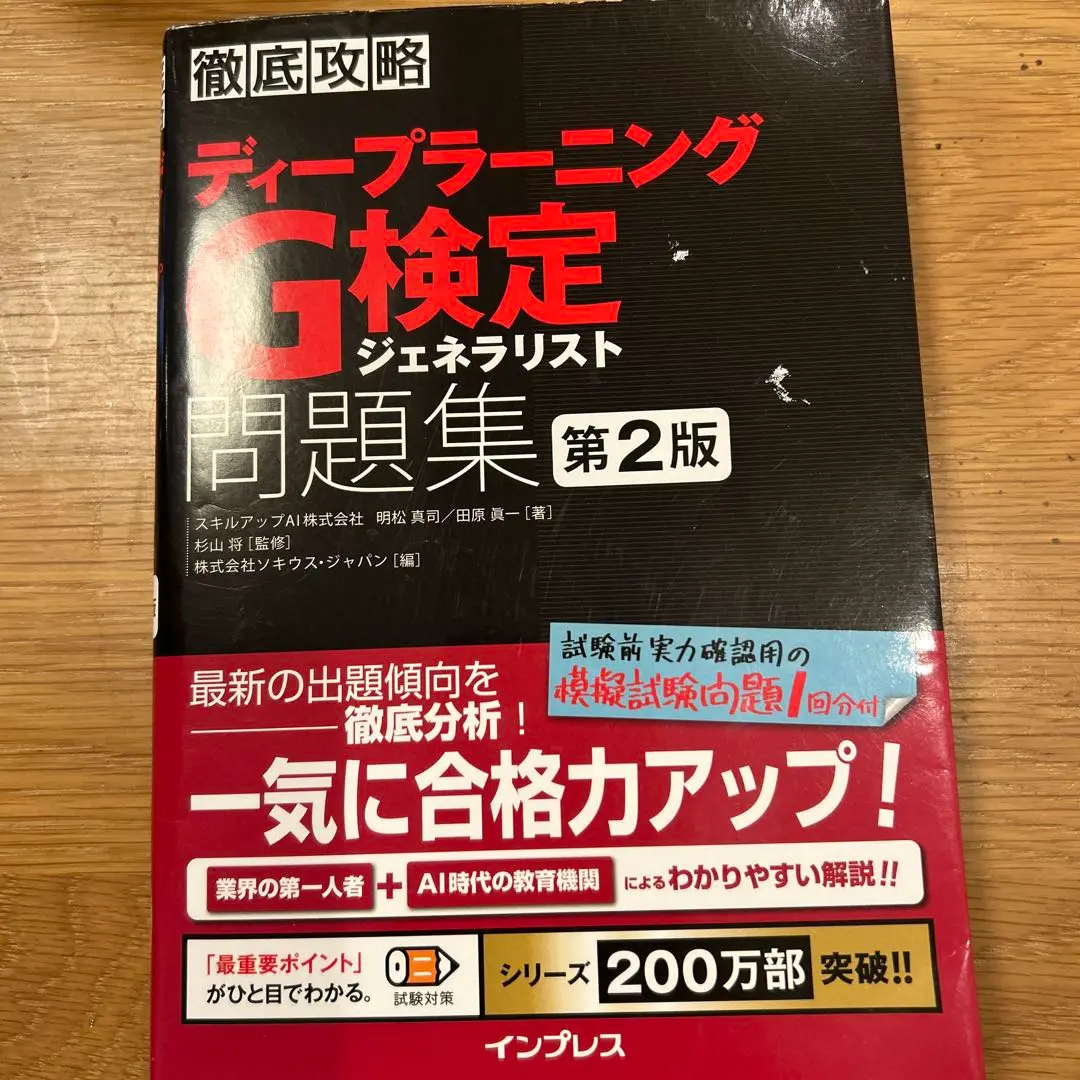 徹底攻略
ディープラーニング
G検定
ジェネラリスト
問題集 第2版
スキルアップAI株式会社 明松 真司／田原 眞一[著]
杉山 将[監修]
株式会社ソキウス・ジャパン[編]
試験前実力確認用の
模擬試験問題1回分付
最新の出題傾向を
徹底分析！
一気に合格力アップ！
業界の第一人者+AI時代の教育機関によるわかりやすい解説!!
「最重要ポイント」
がひと目でわかる。
試験対策
シリーズ200万部突破!!
インプレス